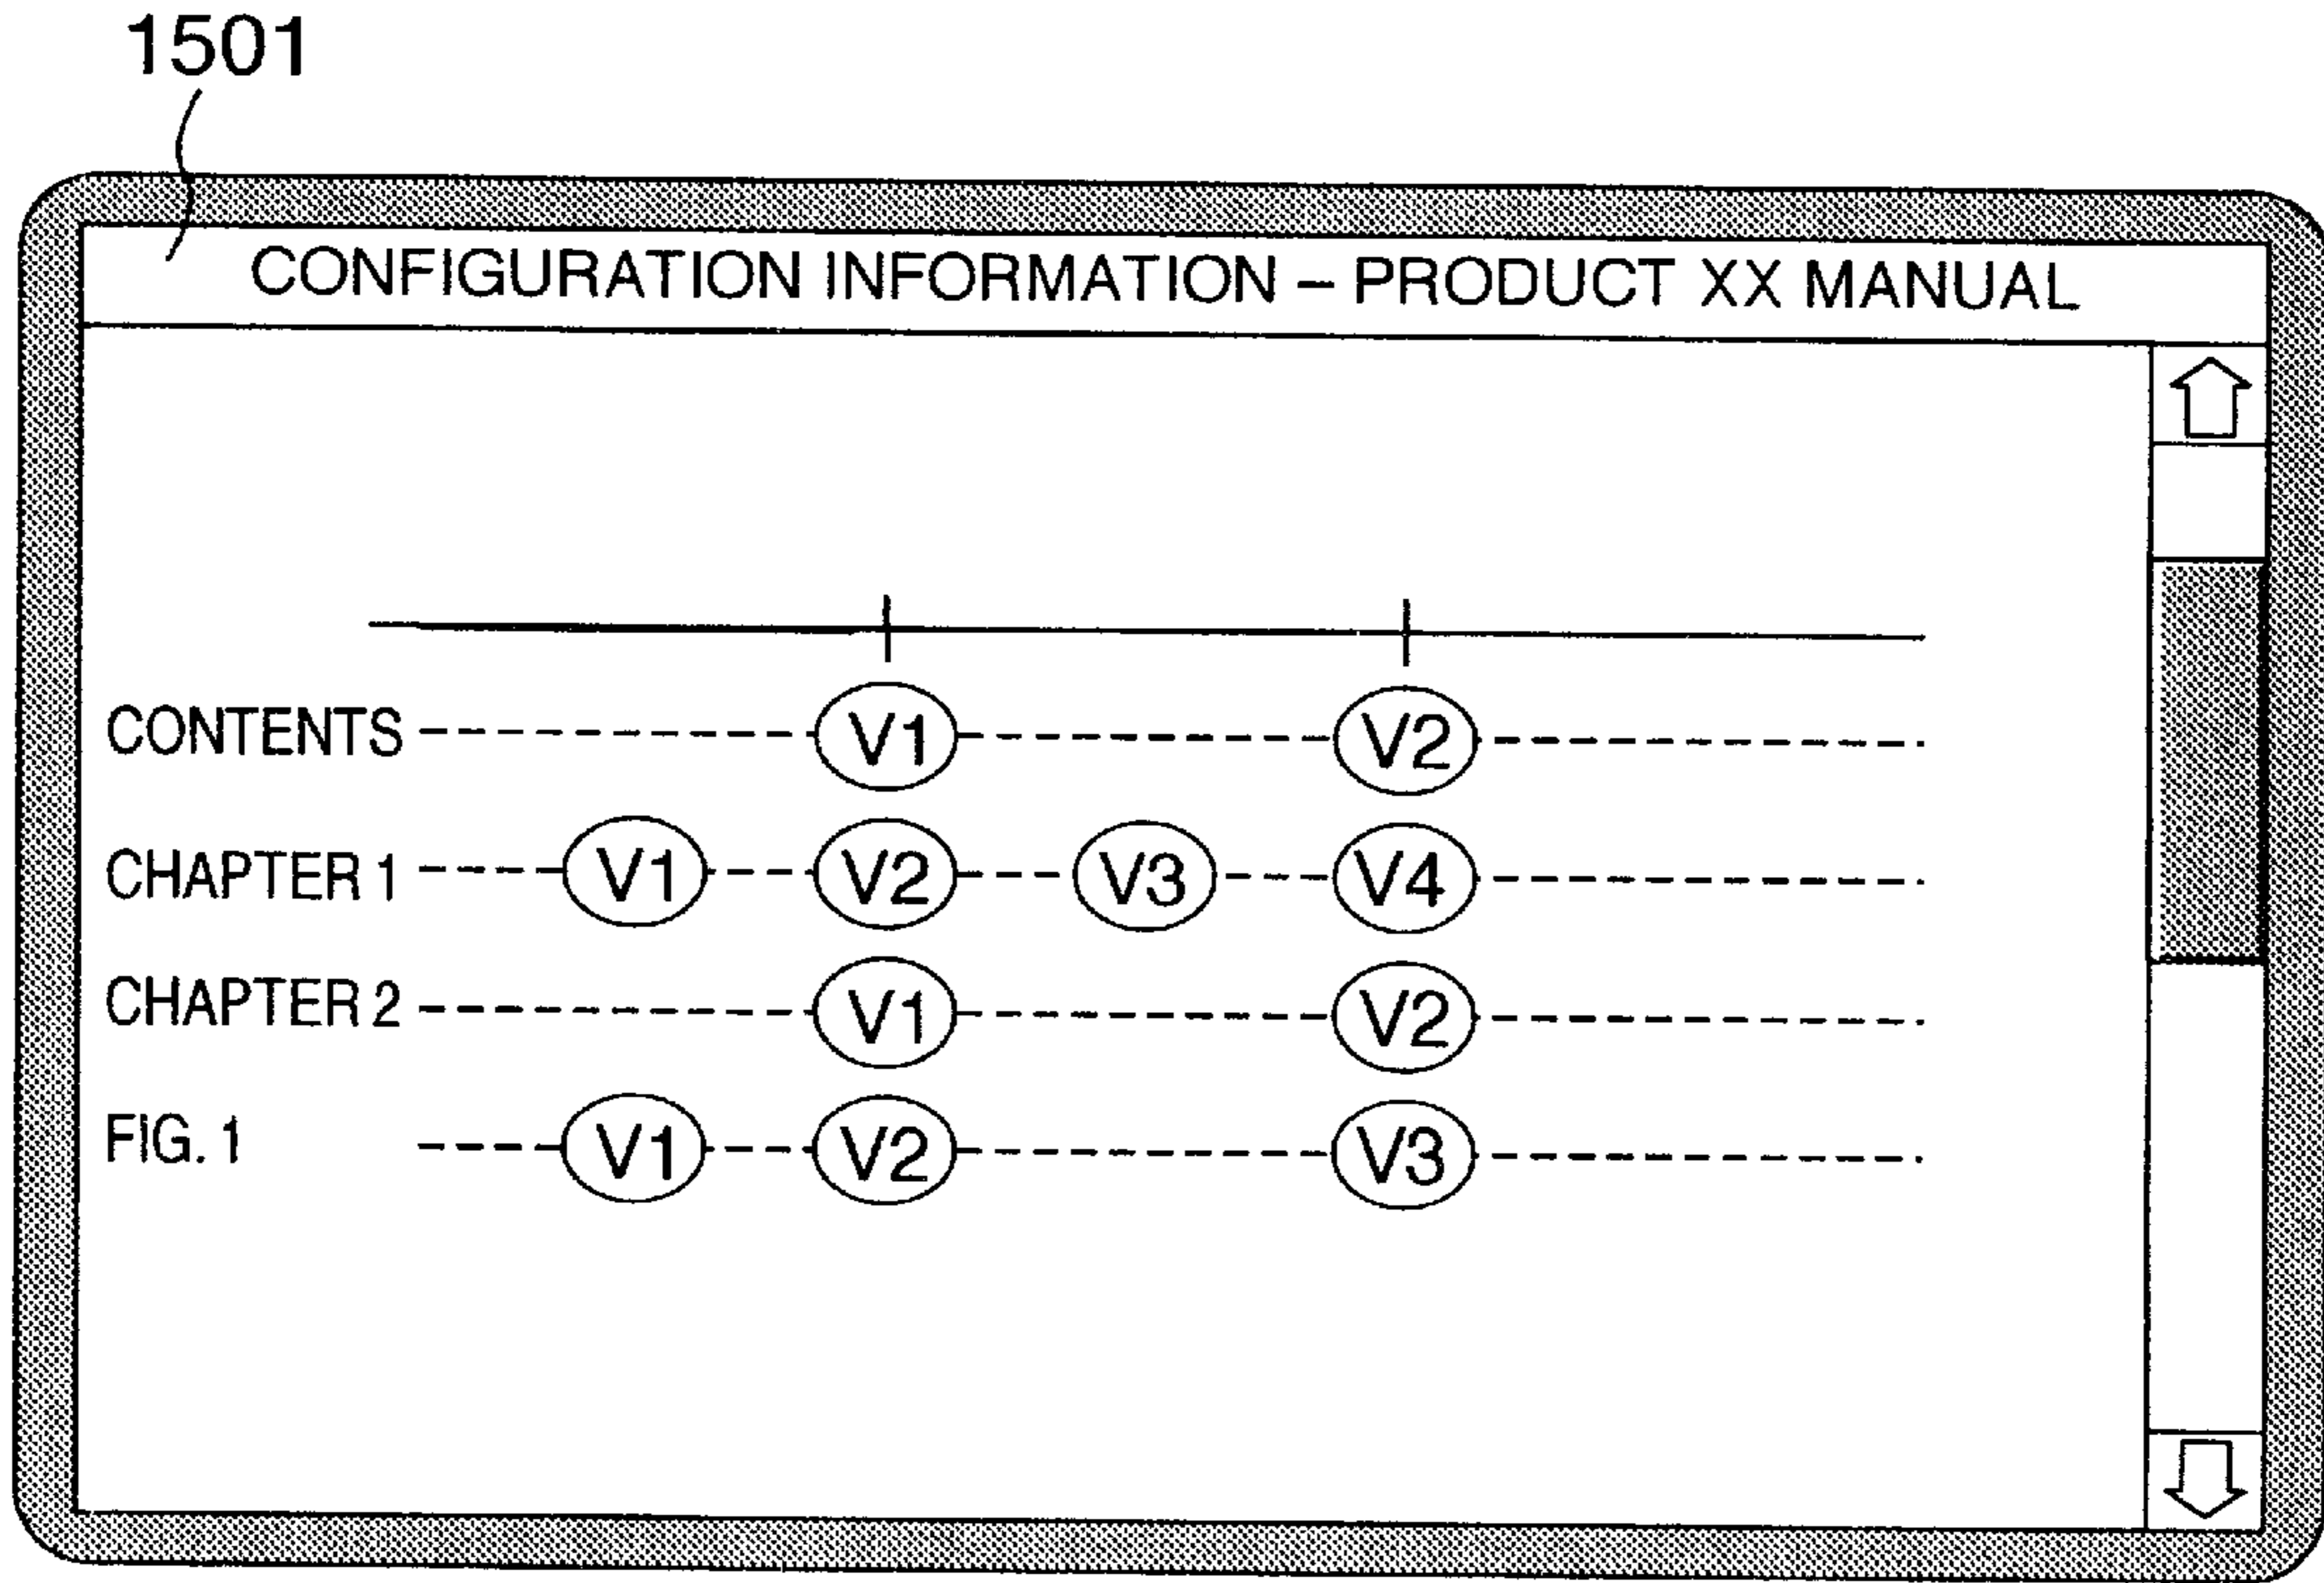 1501
CONFIGURATION INFORMATION – PRODUCT XX MANUAL
CONTENTS V1 V2
CHAPTER 1 V1 V2 V3 V4
CHAPTER 2 V1 V2
FIG. 1 V1 V2 V3